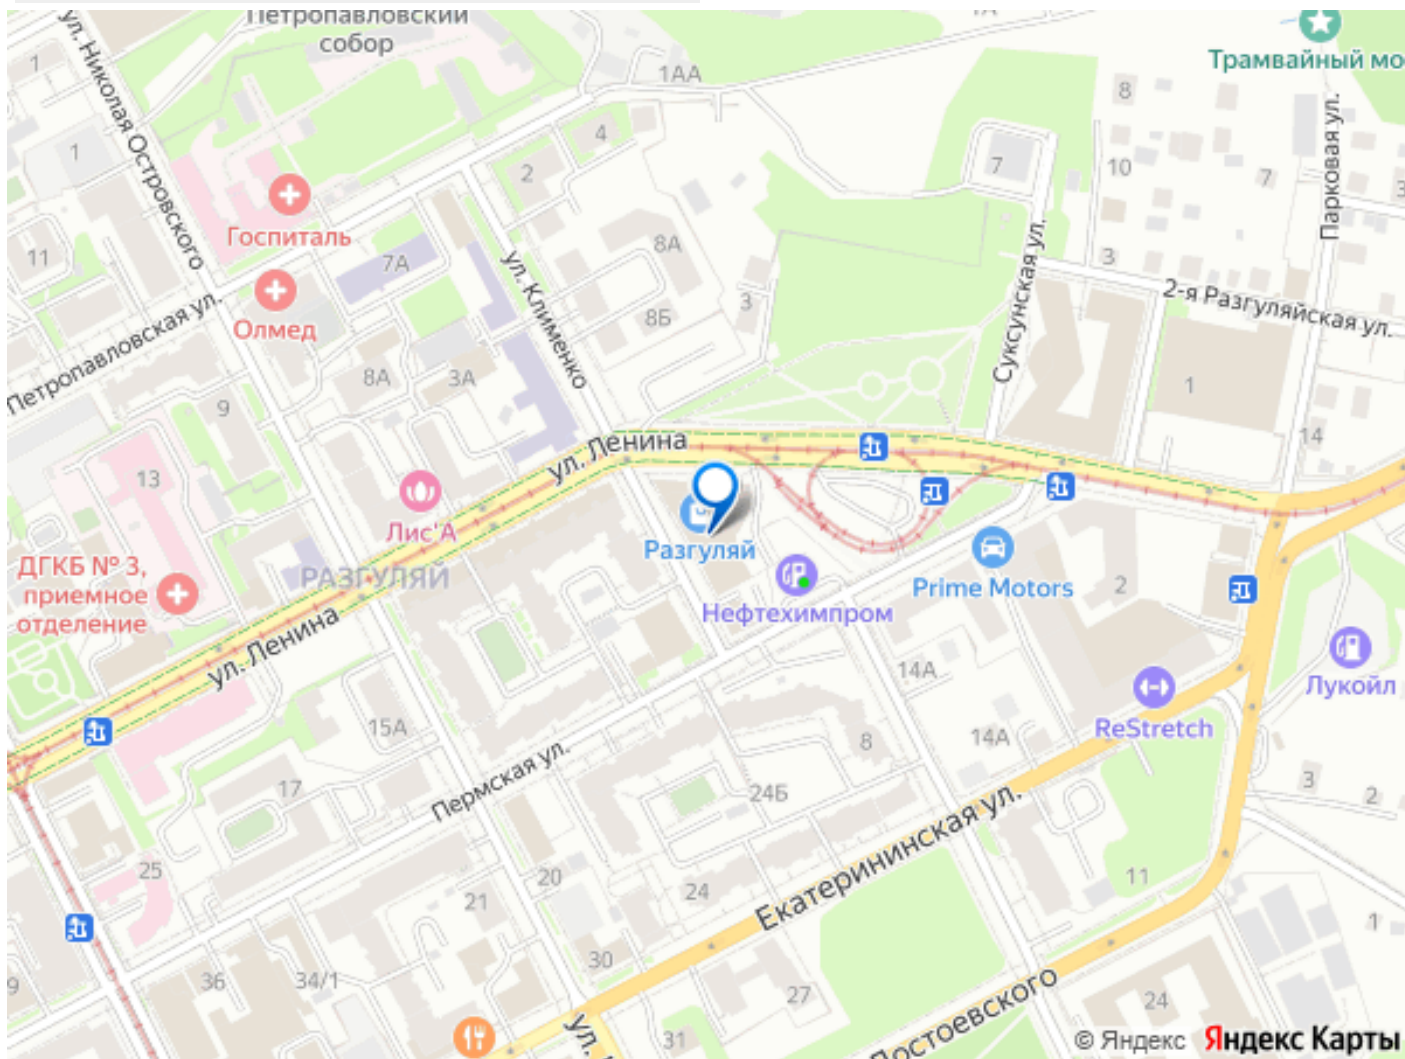 Петропавловский
собор
1А
Трамвайный мо
ул. Николая Островского
1
1АА
8
4
Парковая ул.
1
2
7
10
7
3
Госпиталь
11
7А
8А
Суксунская ул.
3
ул. Клименко
2-я Разгуляйская ул.
Олмед
3
8Б
Петропавловская ул.
8А
3А
1
9
ул. Ленина
14
13
Лис'А
Разгуляй
Prime Motors
ДГКБ № 3,
приемное
отделение
РАЗГУЛЯЙ
Нефтехимпром
2
ул. Ленина
14А
Лукойл
ReStretch
15А
8
14А
Пермская ул.
17
24Б
3
2
Екатерининская ул.
25
20
24
11
21
1
30
36
34/1
9
27
24
ул.
31
Достоевского
© Яндекс Яндекс Карты